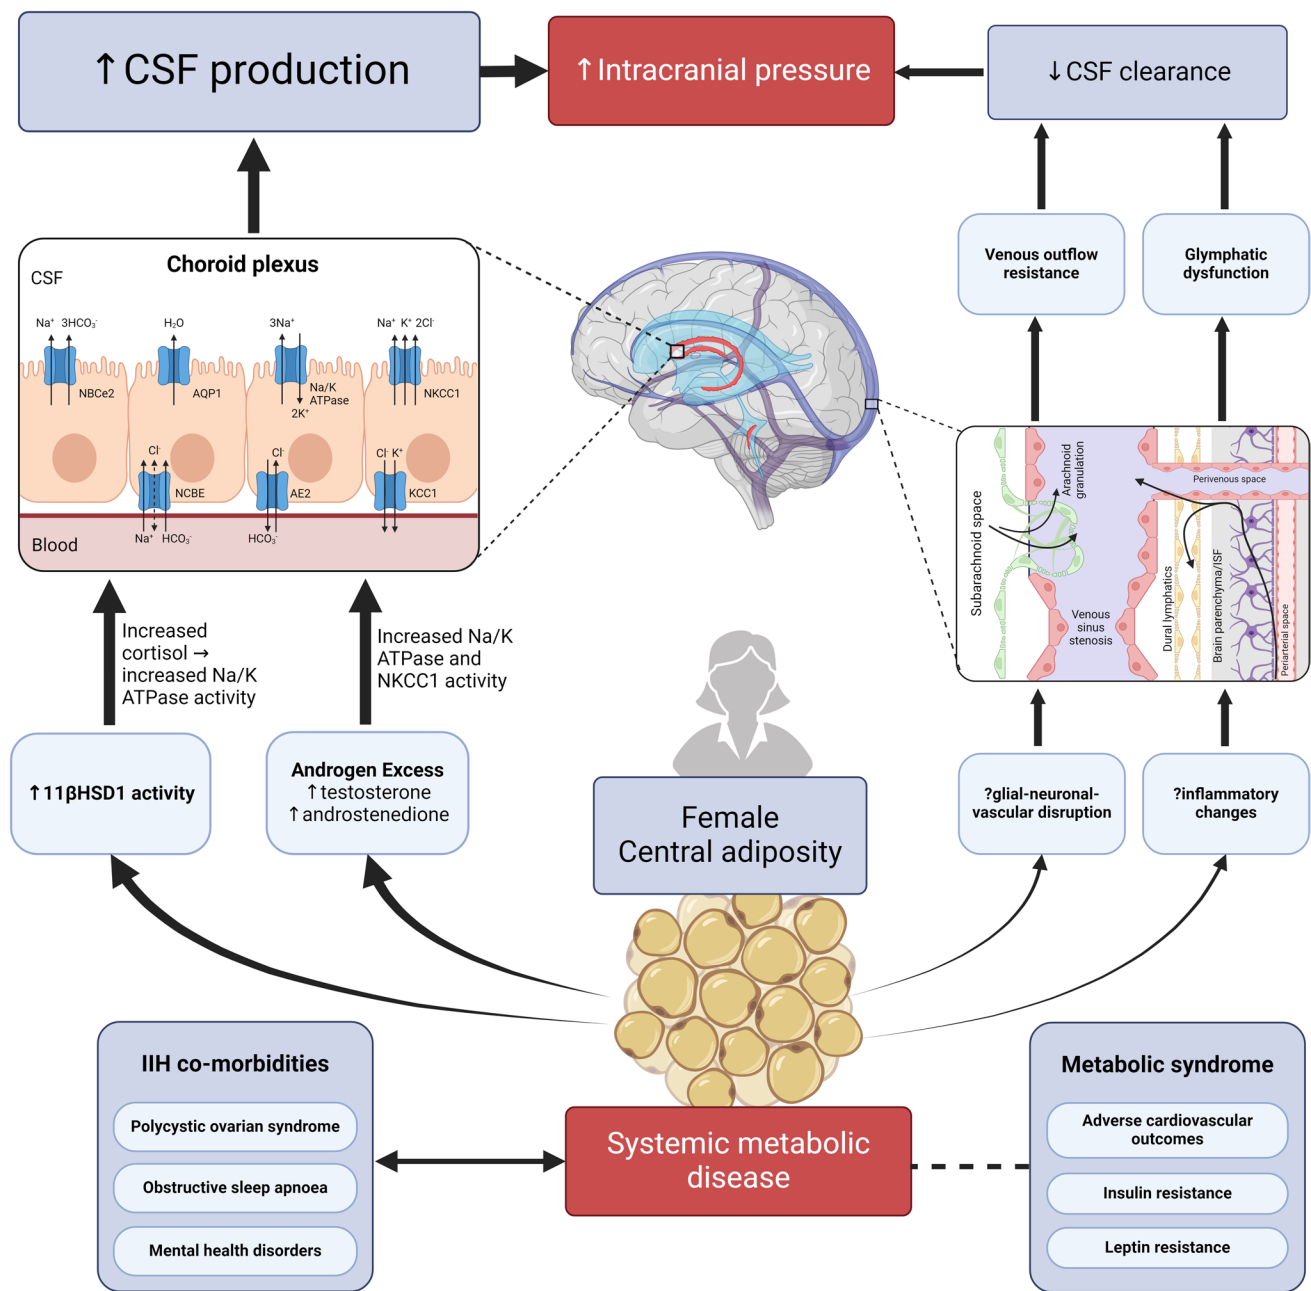 ↑CSF production
↑Intracranial pressure
↓CSF clearance
Choroid plexus
CSF
Na⁺ 3HCO₃⁻
H₂O
3Na⁺
Na⁺ K⁺ 2Cl⁻
NBCe2
AQP1
Na/K
ATPase
2K⁺
NKCC1
Cl⁻
NCBE
Cl⁻
AE2
Cl⁻ K⁺
KCC1
Na⁺ HCO₃⁻
HCO₃⁻
Blood
Venous outflow
resistance
Glymphatic
dysfunction
Subarachnoid space
Arachnoid
granulation
Venous
sinus
stenosis
Dural lymphatics
Brain parenchyma/ISF
Perivenous space
Periarterial space
Increased
cortisol →
increased Na/K
ATPase activity
Increased Na/K
ATPase and
NKCC1 activity
↑11βHSD1 activity
Androgen Excess
↑testosterone
↑androstenedione
Female
Central adiposity
?glial-neuronal-
vascular disruption
?inflammatory
changes
IIH co-morbidities
Polycystic ovarian syndrome
Obstructive sleep apnoea
Mental health disorders
Systemic metabolic
disease
Metabolic syndrome
Adverse cardiovascular
outcomes
Insulin resistance
Leptin resistance